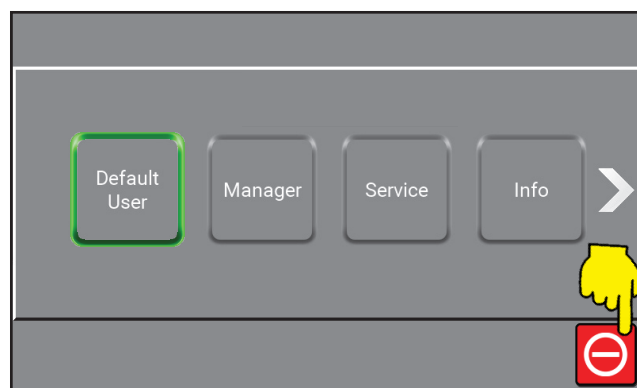 Default
User
Manager
Service
Info